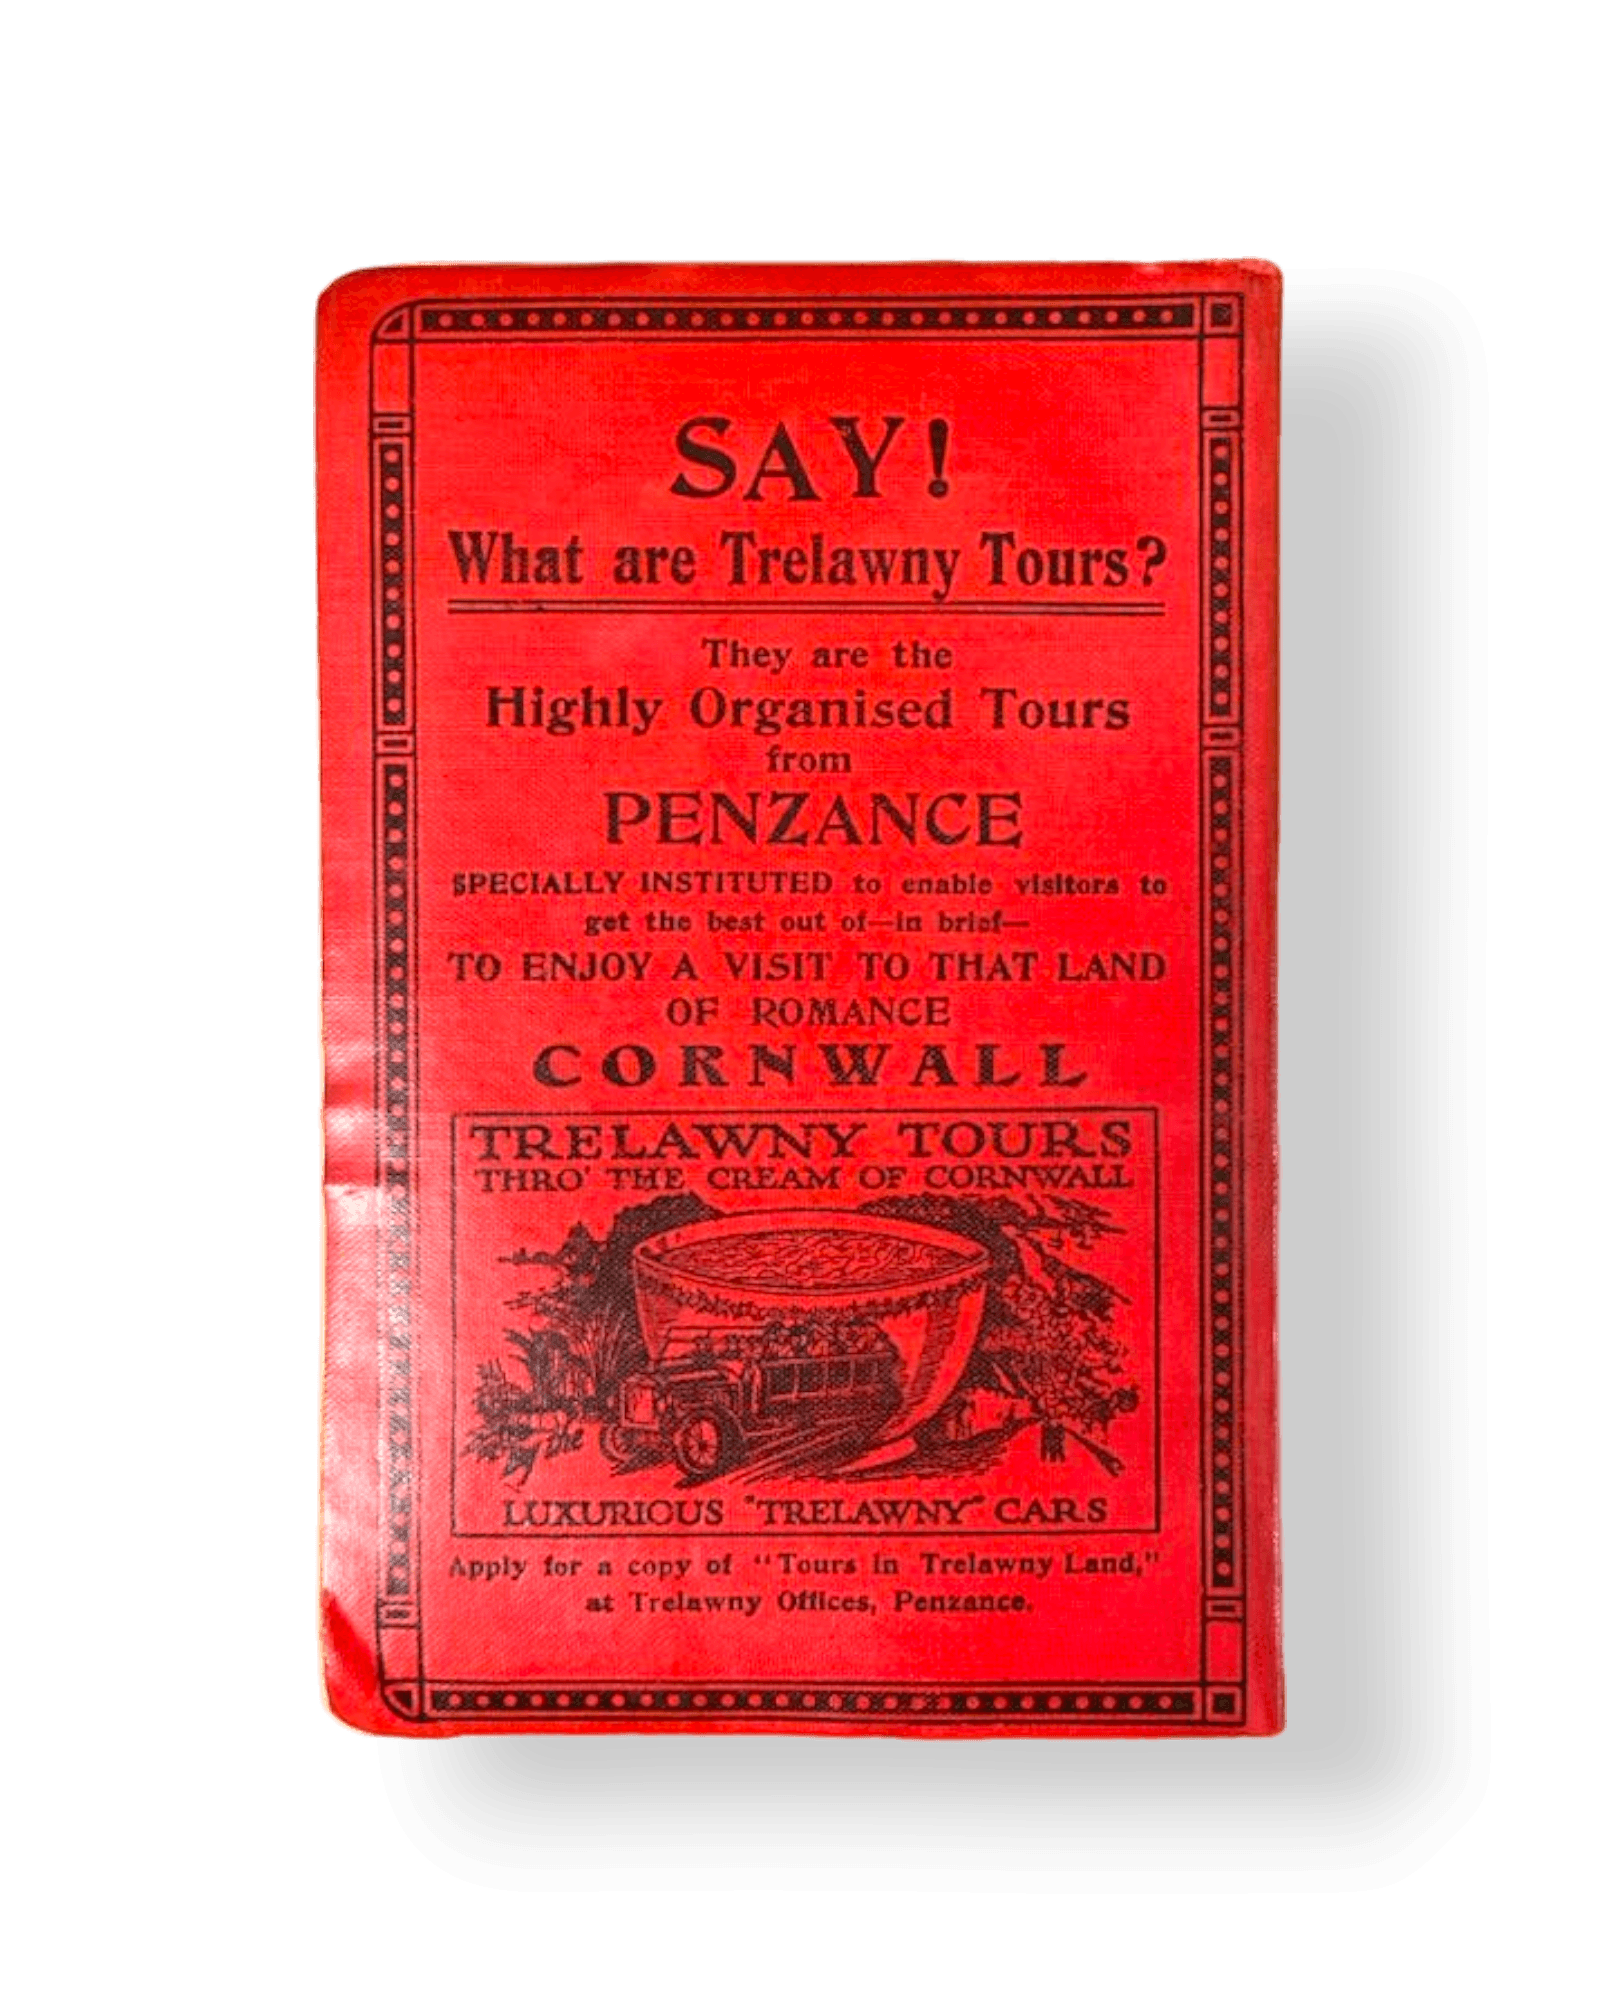 SAY!
What are Trelawny Tours?
They are the
Highly Organised Tours
from
PENZANCE
SPECIALLY INSTITUTED to enable visitors to
get the best out of—in brief—
TO ENJOY A VISIT TO THAT LAND
OF ROMANCE
CORNWALL
TRELAWNY TOURS
THRO' THE CREAM OF CORNWALL
the
LUXURIOUS "TRELAWNY" CARS
Apply for a copy of "Tours in Trelawny Land,"
at Trelawny Offices, Penzance.